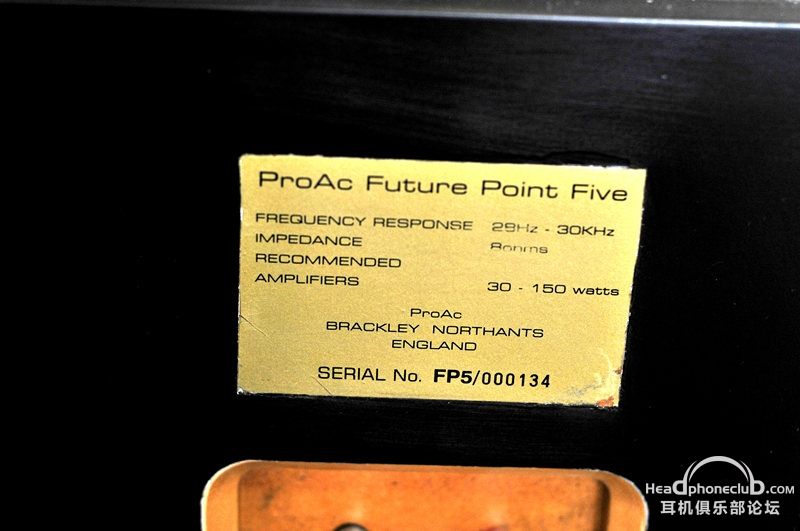 ProAc Future Point Five
FREQUENCY RESPONSE 28Hz - 30KHz
IMPEDANCE 8ohms
RECOMMENDED
AMPLIFIERS 30 - 150 watts
ProAc
BRACKLEY NORTHANTS
ENGLAND
SERIAL No. FP5/000134
HeadphoneclubD.com
耳机俱乐部论坛